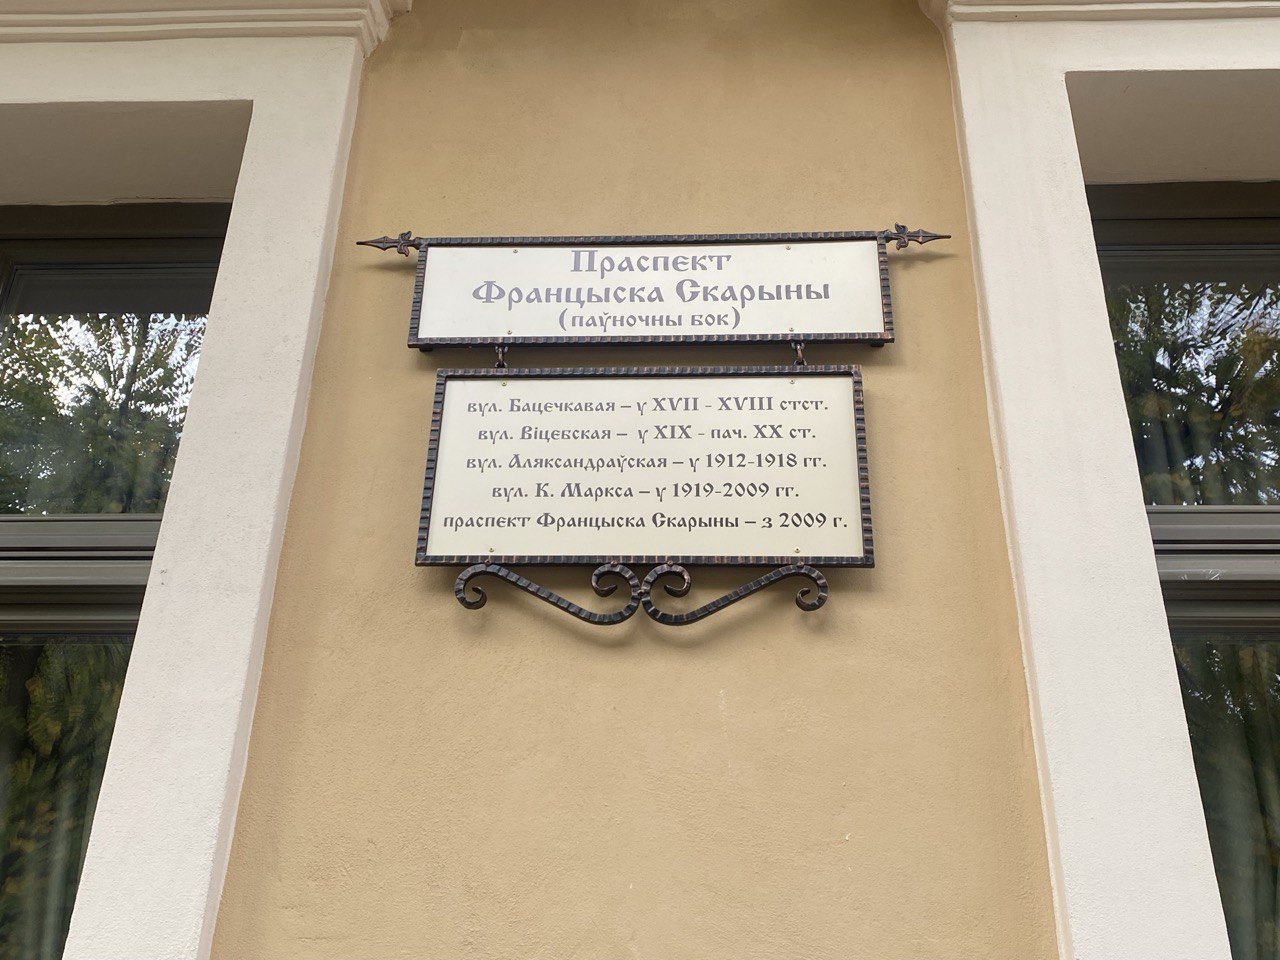 Праспект
Францыска Скарыны
(паўночны бок)
вул. Бацечкавая – у XVII - XVIII стст.
вул. Віцебская – у XIX - пач. XX ст.
вул. Аляксандраўская – у 1912-1918 гг.
вул. К. Маркса – у 1919-2009 гг.
праспект Францыска Скарыны – з 2009 г.